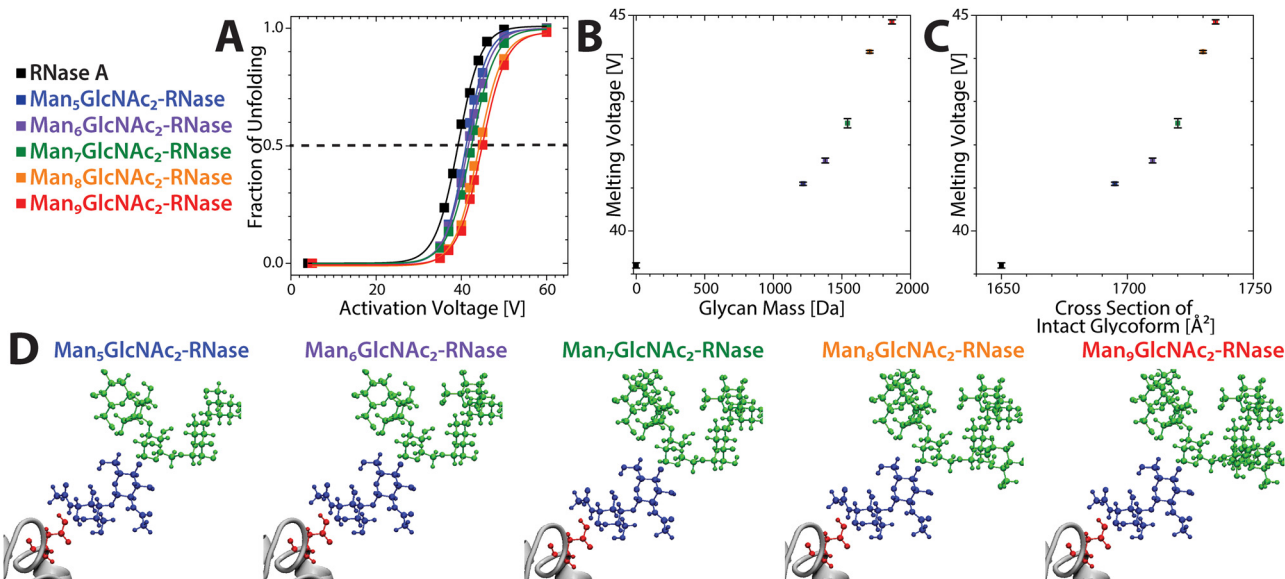 A
B
C
RNase A
Man₅GlcNAc₂-RNase
Man₆GlcNAc₂-RNase
Man₇GlcNAc₂-RNase
Man₈GlcNAc₂-RNase
Man₉GlcNAc₂-RNase
Fraction of Unfolding
1.0
0.5
0.0
0 20 40 60
Activation Voltage [V]
Melting Voltage [V]
45
40
0 500 1000 1500 2000
Glycan Mass [Da]
Melting Voltage [V]
45
40
1650 1700 1750
Cross Section of
Intact Glycoform [Å²]
D
Man₅GlcNAc₂-RNase
Man₆GlcNAc₂-RNase
Man₇GlcNAc₂-RNase
Man₈GlcNAc₂-RNase
Man₉GlcNAc₂-RNase